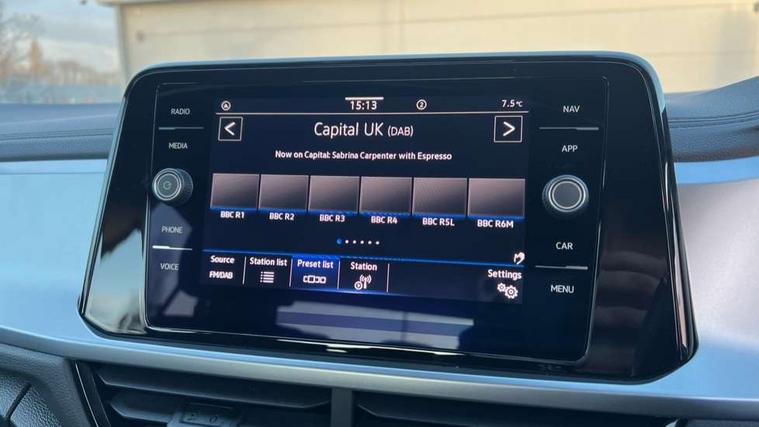 RADIO
MEDIA
PHONE
VOICE
15:13
2
7.5°C
Capital UK (DAB)
Now on Capital: Sabrina Carpenter with Espresso
BBC R1 BBC R2 BBC R3 BBC R4 BBC R5L BBC R6M
Source Station list Preset list Station Settings
FM/DAB
NAV
APP
CAR
MENU